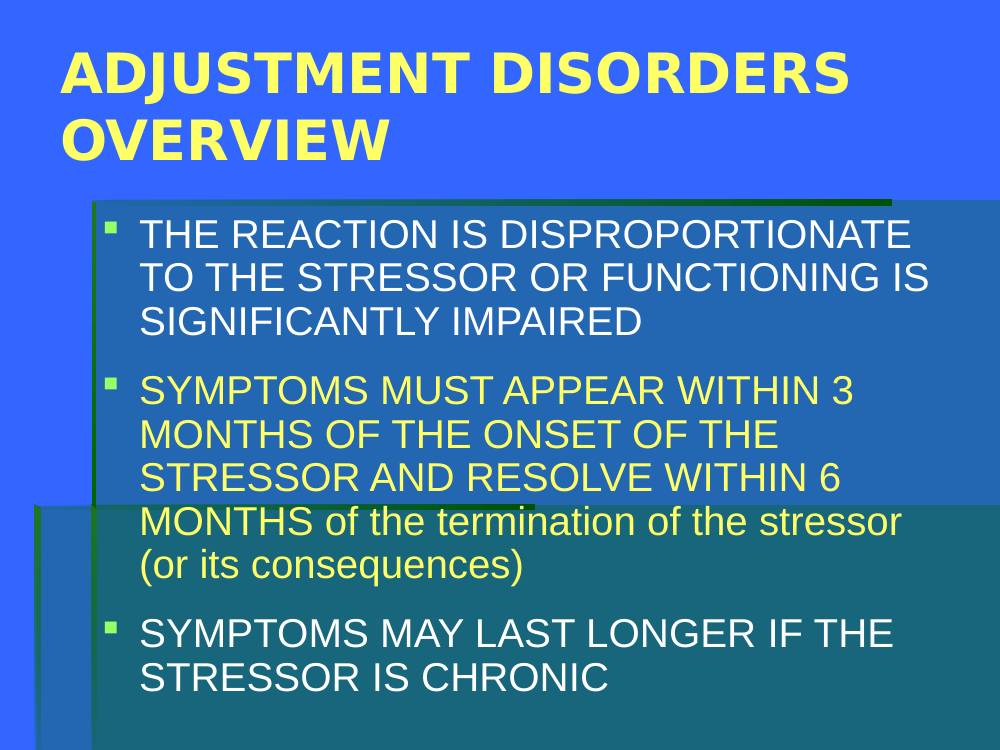 ADJUSTMENT DISORDERS
OVERVIEW
THE REACTION IS DISPROPORTIONATE
TO THE STRESSOR OR FUNCTIONING IS
SIGNIFICANTLY IMPAIRED
SYMPTOMS MUST APPEAR WITHIN 3
MONTHS OF THE ONSET OF THE
STRESSOR AND RESOLVE WITHIN 6
MONTHS of the termination of the stressor
(or its consequences)
SYMPTOMS MAY LAST LONGER IF THE
STRESSOR IS CHRONIC